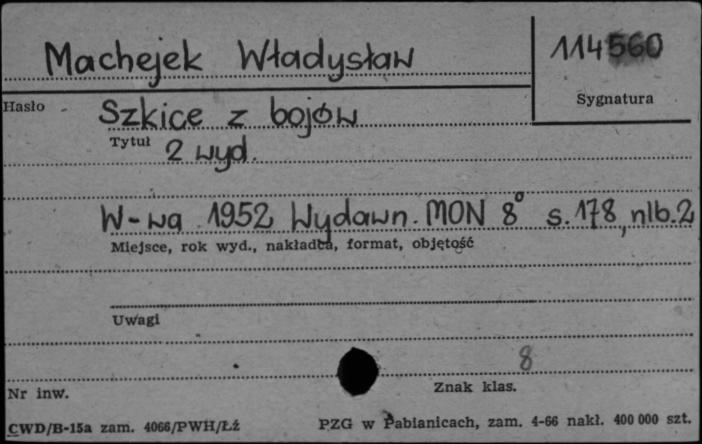 Machejek Władysław 114560
Hasło Sygnatura
Szkice z bojów
Tytuł 2 wyd.
W-wa 1952 Wydawn. MON 8° s. 178, nlb. 2
Miejsce, rok wyd., nakładca, format, objętość
Uwagi
8
Nr inw. Znak klas.
CWD/B-15a zam. 4066/PWH/Łź PZG w Pabianicach, zam. 4-66 nakł. 400 000 szt.